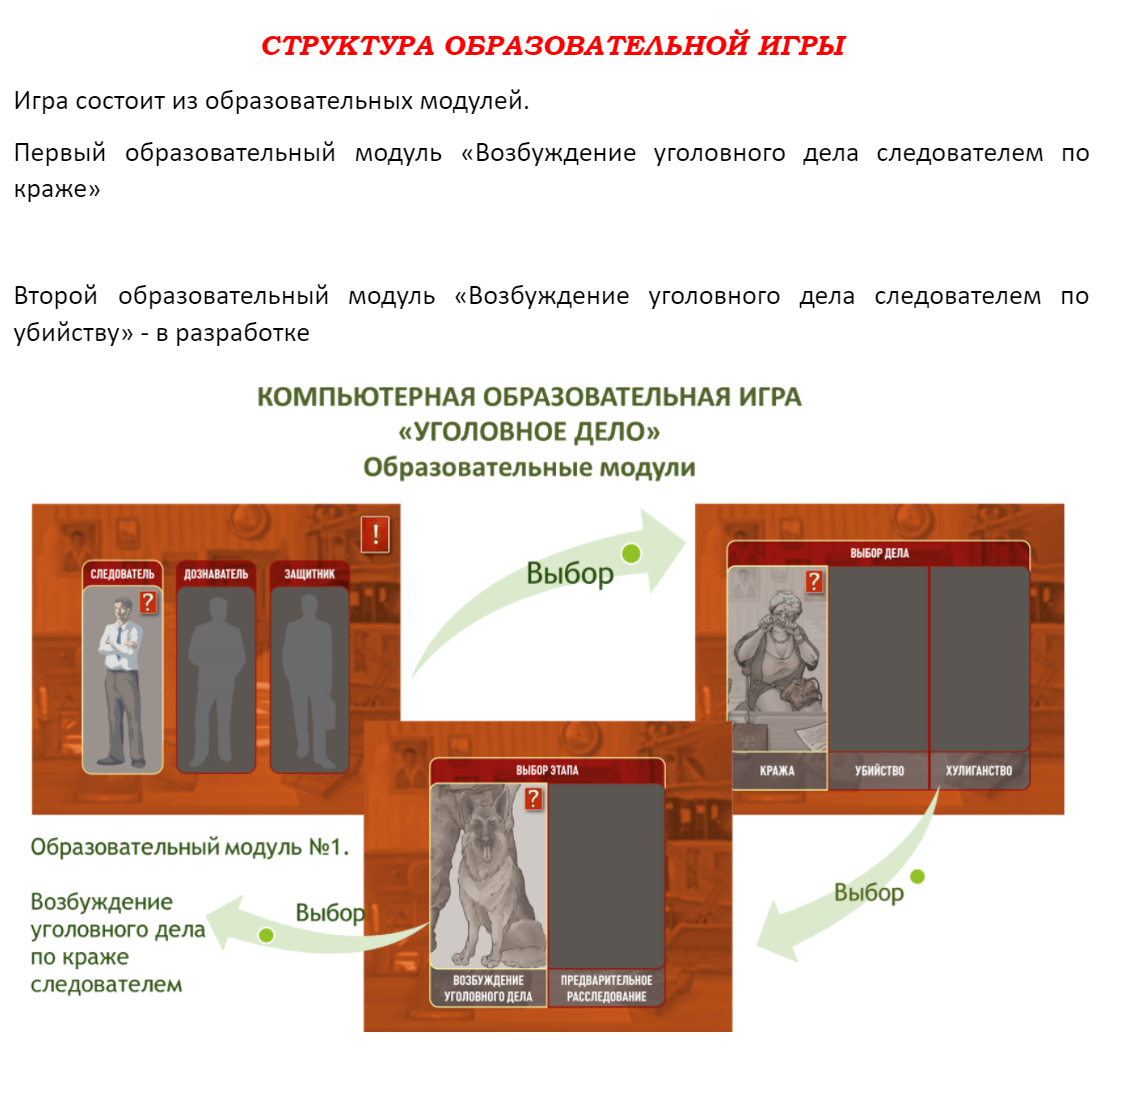 СТРУКТУРА ОБРАЗОВАТЕЛЬНОЙ ИГРЫ
Игра состоит из образовательных модулей.
Первый образовательный модуль «Возбуждение уголовного дела следователем по
краже»
Второй образовательный модуль «Возбуждение уголовного дела следователем по
убийству» - в разработке
КОМПЬЮТЕРНАЯ ОБРАЗОВАТЕЛЬНАЯ ИГРА
«УГОЛОВНОЕ ДЕЛО»
Образовательные модули
!
СЛЕДОВАТЕЛЬ
ДОЗНАВАТЕЛЬ
ЗАЩИТНИК
?
Выбор
ВЫБОР ДЕЛА
?
КРАЖА
УБИЙСТВО
ХУЛИГАНСТВО
Выбор
ВЫБОР ЭТАПА
?
ВОЗБУЖДЕНИЕ
УГОЛОВНОГО ДЕЛА
ПРЕДВАРИТЕЛЬНОЕ
РАССЛЕДОВАНИЕ
Выбор
Образовательный модуль №1.
Возбуждение
уголовного дела
по краже
следователем